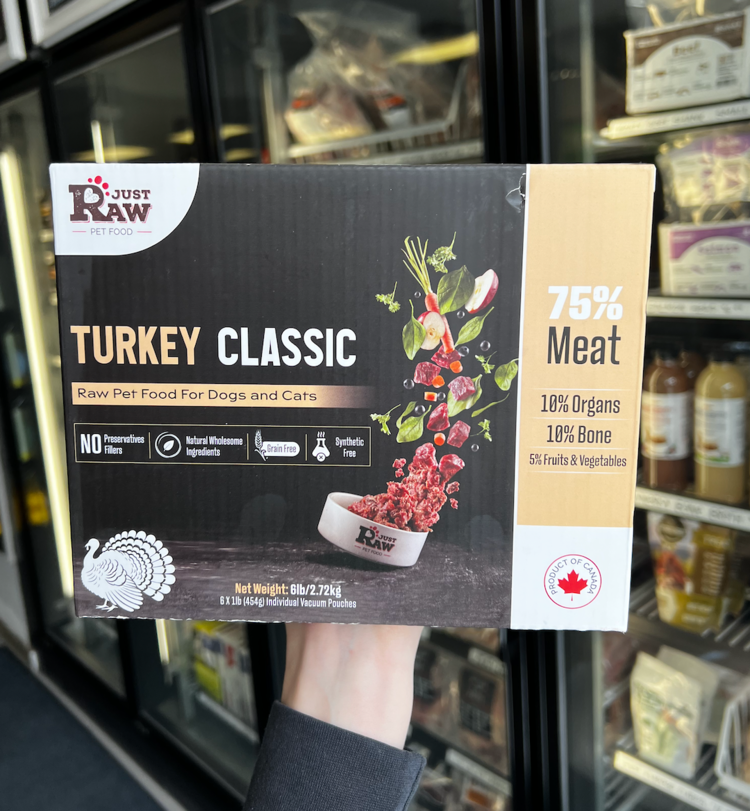 JUST
RAW
PET FOOD
TURKEY CLASSIC
Raw Pet Food For Dogs and Cats
NO Preservatives
Fillers
Natural Wholesome
Ingredients
Grain Free
Synthetic
Free
JUST
RAW
PET FOOD
Net Weight: 6lb/2.72kg
6 X 1lb (454g) Individual Vacuum Pouches
75%
Meat
10% Organs
10% Bone
5% Fruits & Vegetables
PRODUCT OF CANADA
Beef